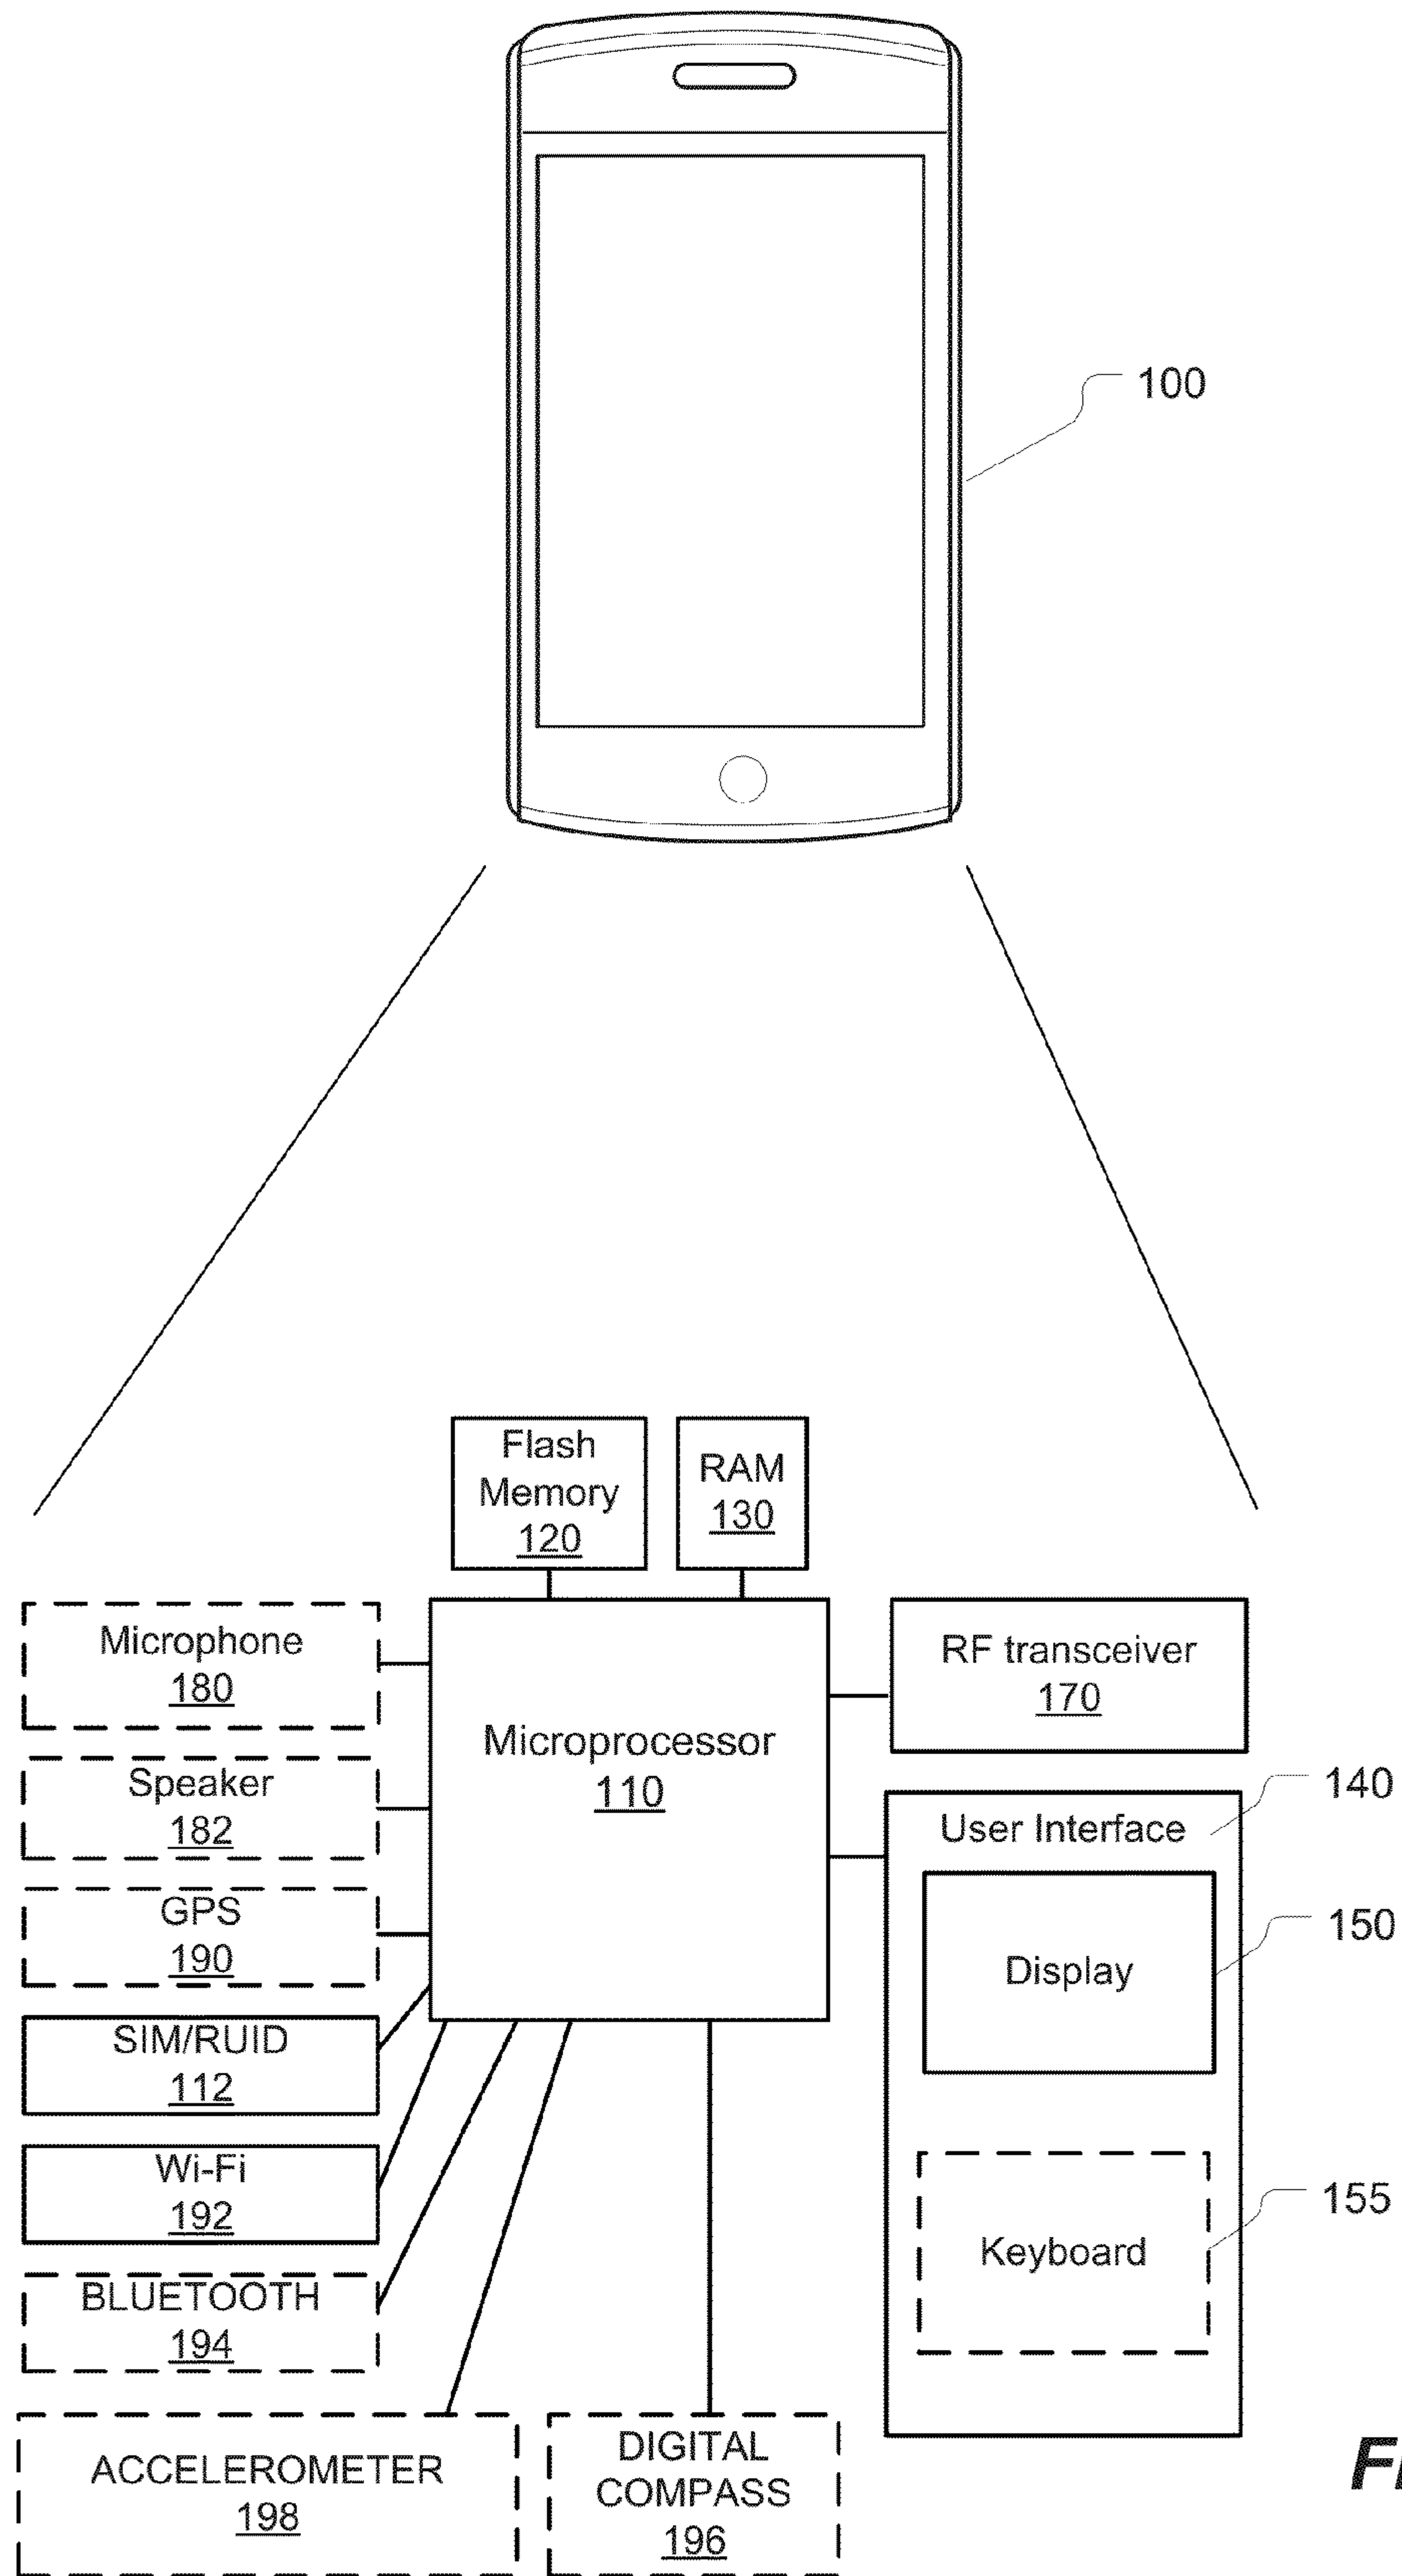 100
Flash
Memory
120
RAM
130
Microphone
180
Speaker
182
GPS
190
SIM/RUID
112
Wi-Fi
192
BLUETOOTH
194
ACCELEROMETER
198
DIGITAL
COMPASS
196
Microprocessor
110
RF transceiver
170
User Interface
140
Display
150
Keyboard
155